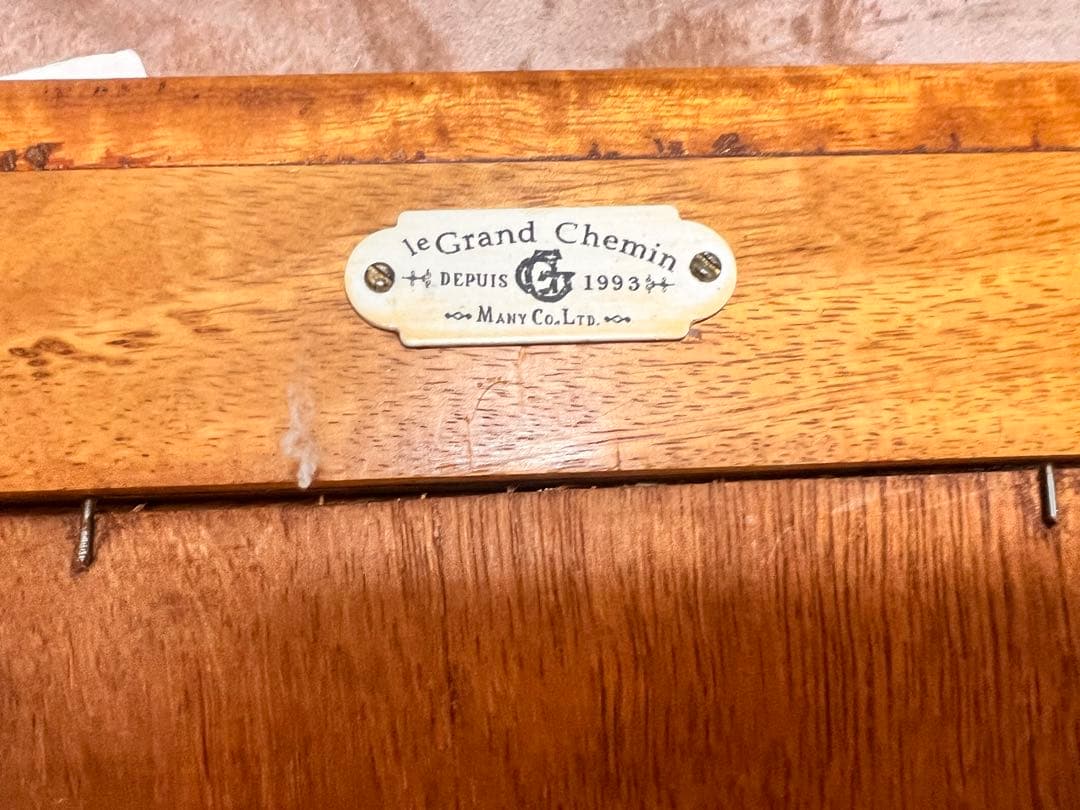 le Grand Chemin
DEPUIS G 1993
MANY CO.LTD.